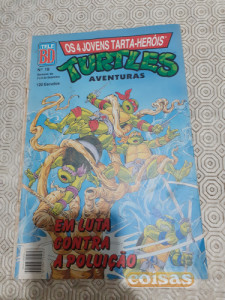 TELE
BD
OS 4 JOVENS TARTA-HERÓIS
TURTLES
AVENTURAS
EM LUTA
CONTRA
A POLUIÇÃO
coisas